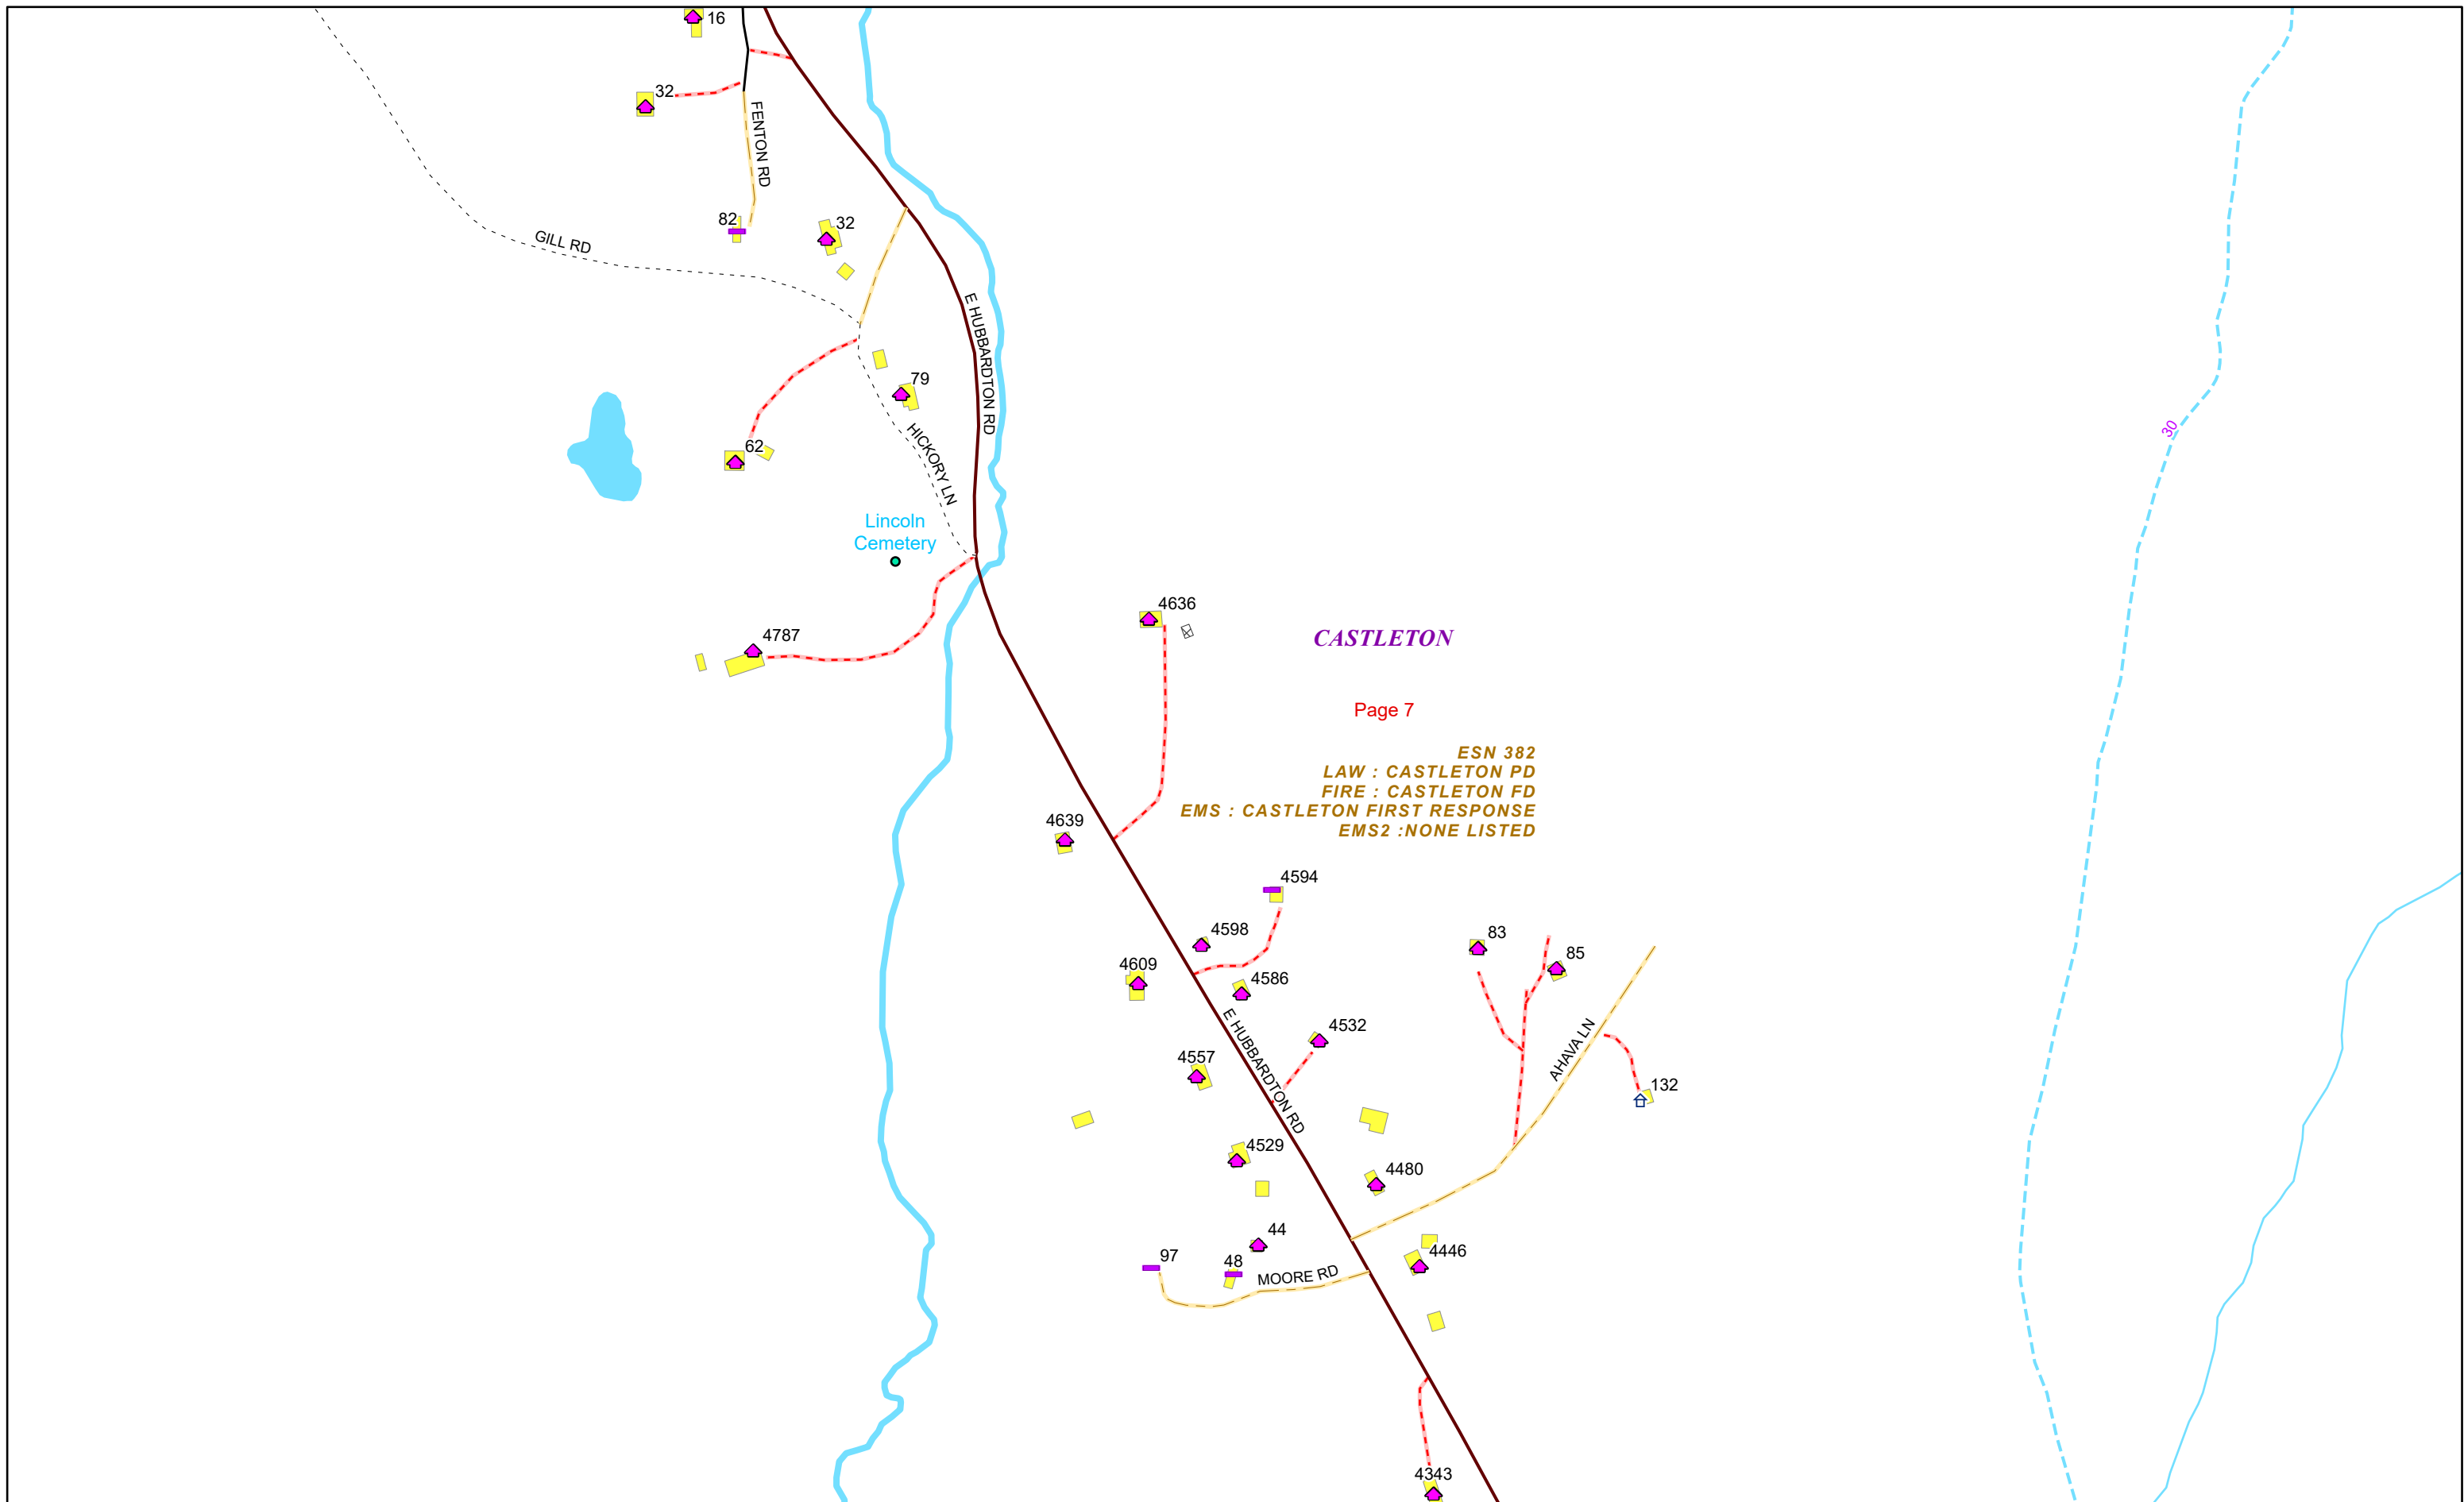 16
32
FENTON RD
82
32
GILL RD
E HUBBARDTON RD
79
HICKORY LN
62
30
Lincoln
Cemetery
4636
4787
CASTLETON
Page 7
ESN 382
LAW : CASTLETON PD
FIRE : CASTLETON FD
EMS : CASTLETON FIRST RESPONSE
EMS2 :NONE LISTED
4639
4594
4598
83
85
4609
4586
4532
E HUBBARDTON RD
AHAVA LN
4557
132
4529
4480
44
4446
97
48
MOORE RD
4343